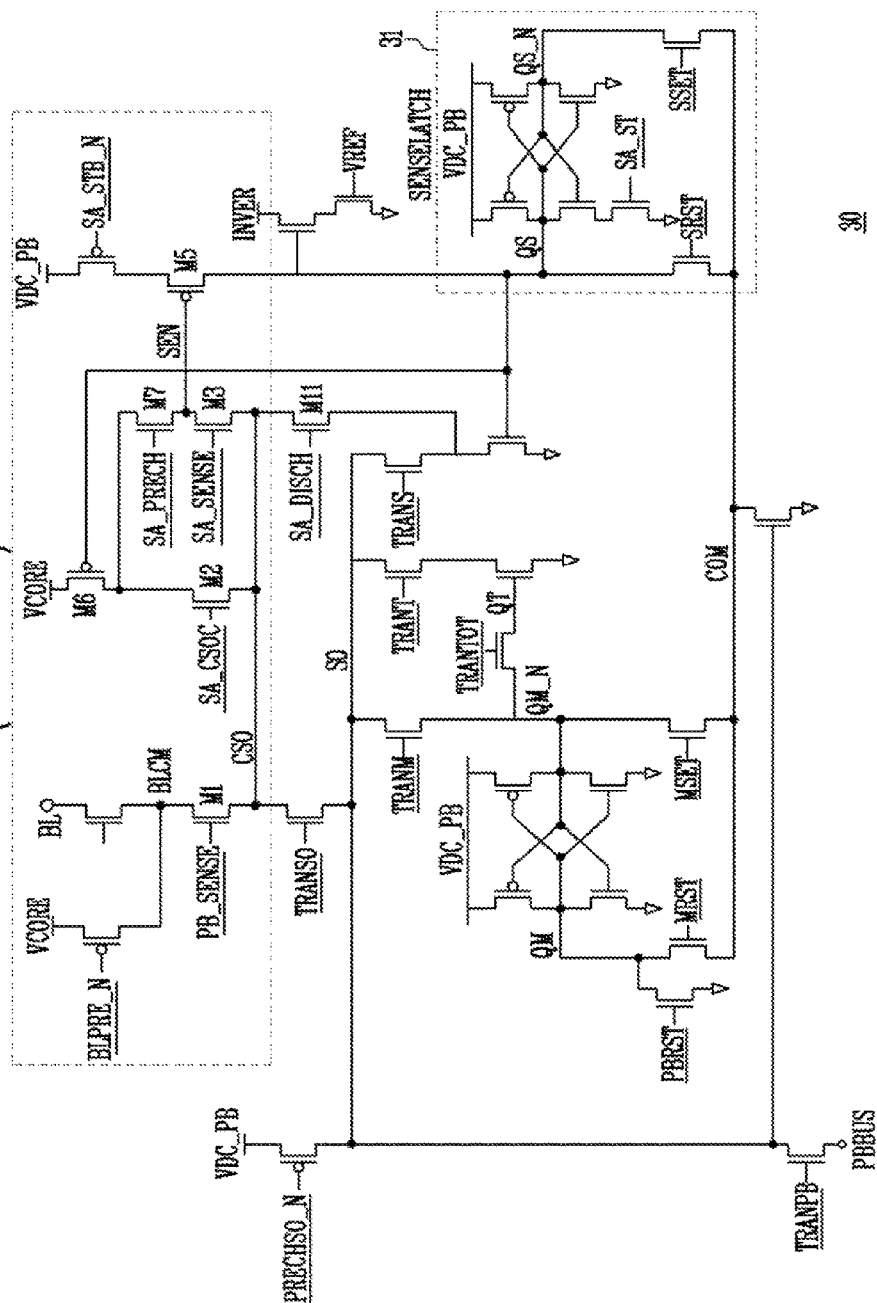 31
SENSELATCH
VDC_PB
QS_N
QS
SA_ST
SSET
SRST
30
VDC_PB
SA_STB_N
M5
INVER
VREF
SEN
SA_PRECH
M7
SA_SENSE
M3
SA_DISCH
M11
VCORE
M6
SA_CSOC
M2
TRANS
TRANT
QT
TRANTOT
SO
CSO
COM
BL
BLCM
VCORE
BLPRE_N
PB_SENSE
M1
TRANSO
TRANM
QM_N
VDC_PB
QM
MSET
MRST
PBRST
VDC_PB
PRECHSO_N
TRANPB
PBBUS